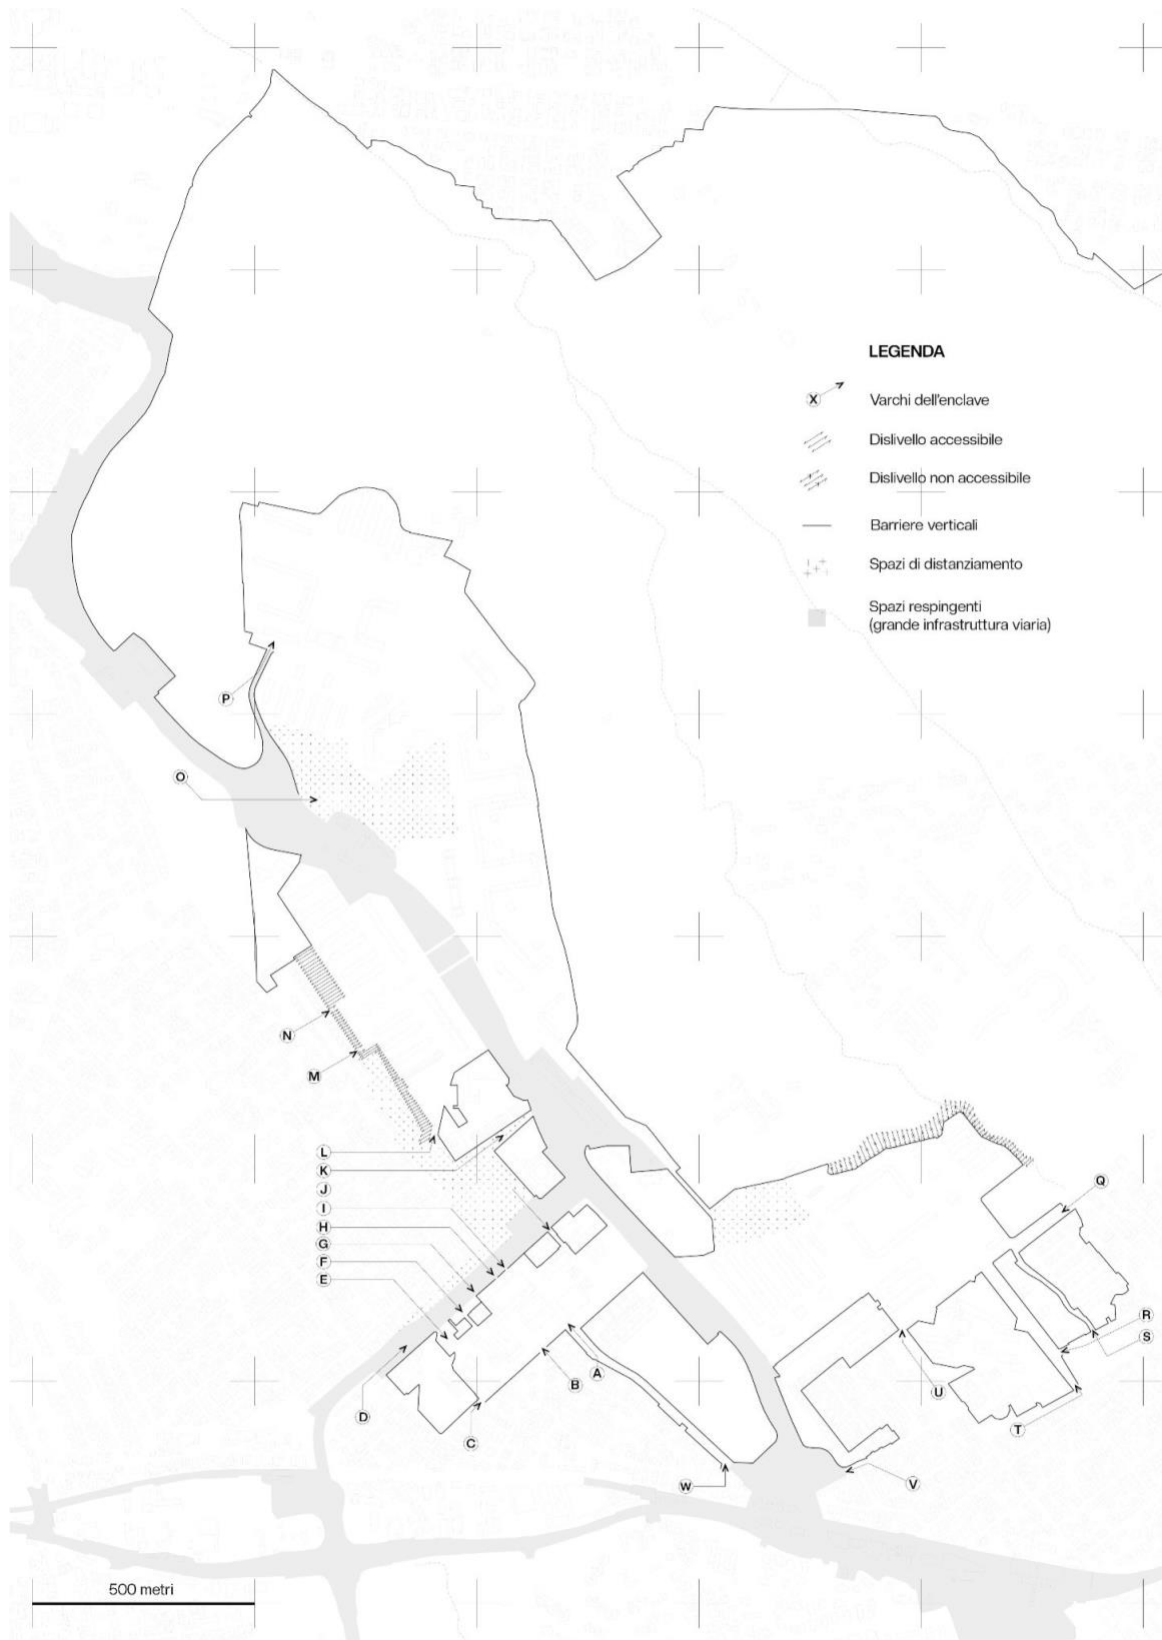 LEGENDA
X Varchi dell'enclave
Dislivello accessibile
Dislivello non accessibile
Barriere verticali
Spazi di distanziamento
Spazi respingenti
(grande infrastruttura viaria)
P
O
N
M
L
K
J
I
H
G
F
E
D
C
B
A
W
Q
R
S
U
T
V
500 metri